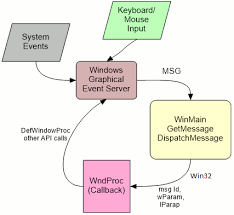 Keyboard/
Mouse
Input
System
Events
Windows
Graphical
Event Server
MSG
DefWindowProc
other API calls
WinMain
GetMessage
DispatchMessage
Win32
WndProc
(Callback)
msg Id,
wParam,
lParap